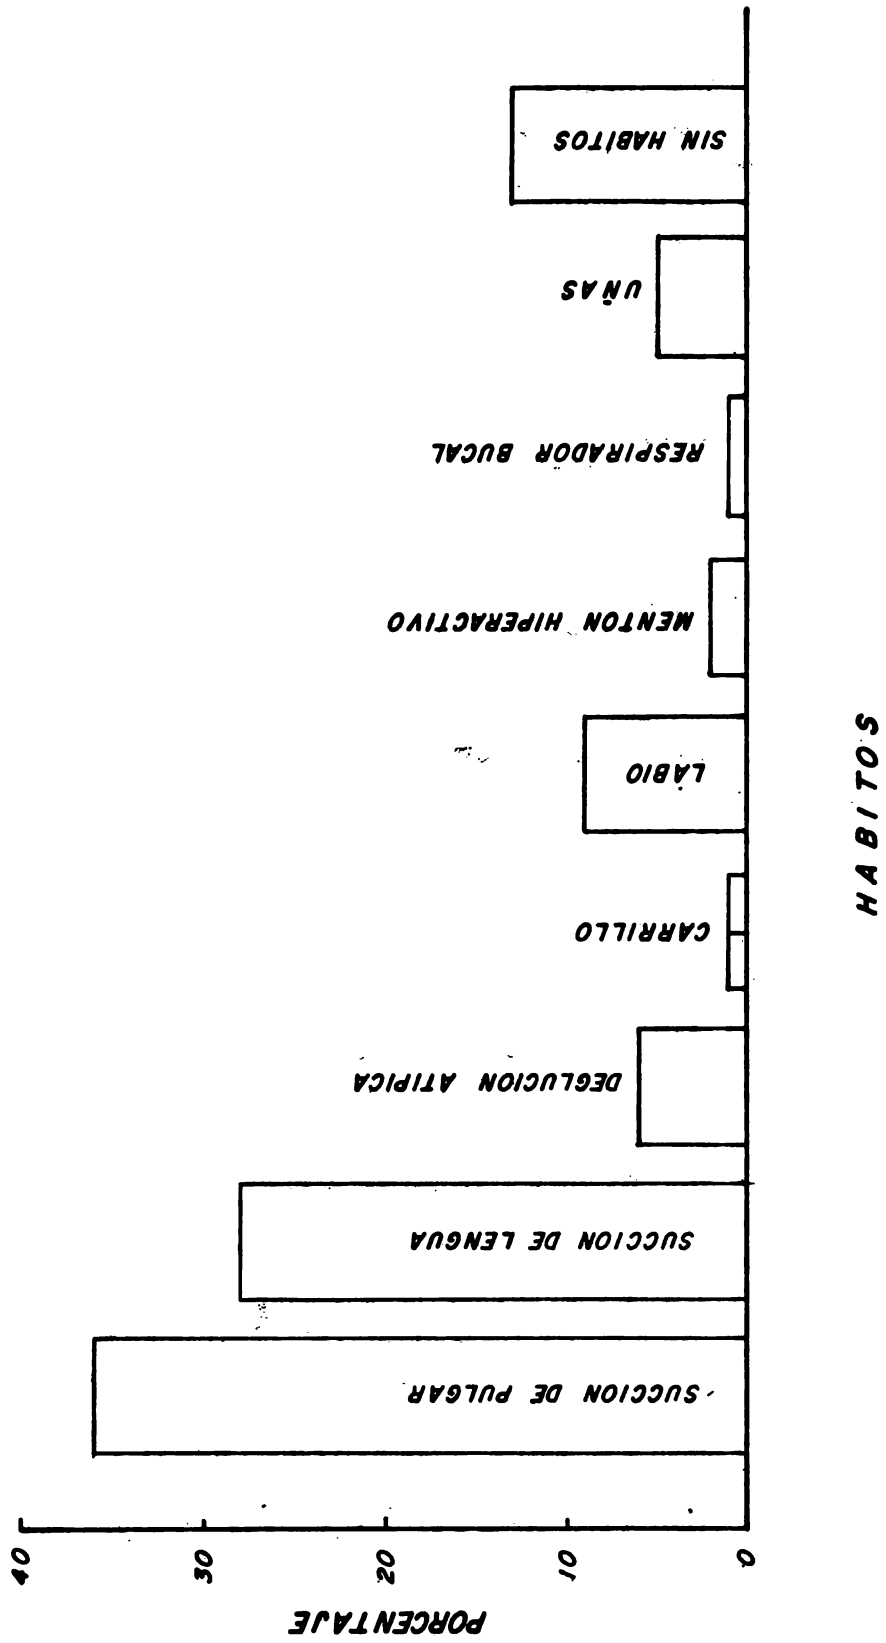 PORCENTAJE
40
30
20
10
0
SUCCION DE PULGAR
SUCCION DE LENGUA
DEGLUCION ATIPICA
CARRILLO
LABIO
MENTON HIPERACTIVO
RESPIRADOR BUCAL
UÑAS
SIN HABITOS
HABITOS